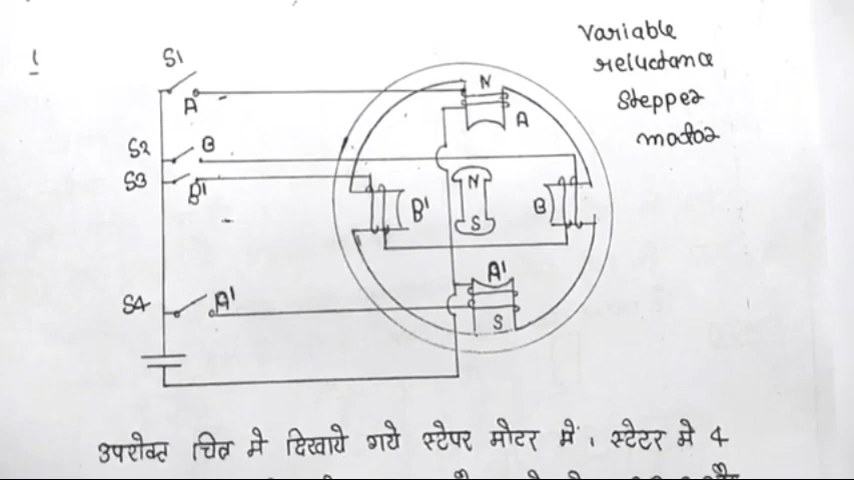 1
S1
A
S2 B
S3 B'
S4 A'
N
A
N
S
B'
B
A'
S
Variable
reluctance
Stepper
motor
उपरोक्त चित्र मे दिखाये गये स्टेपर मोटर में, स्टेटर मे 4